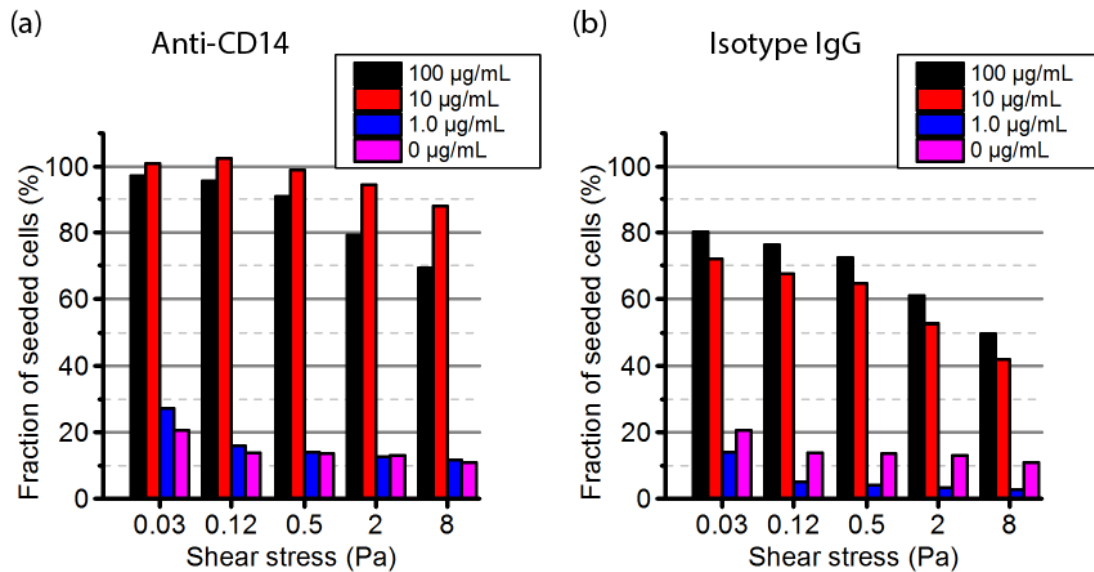 (a)
Anti-CD14
100 µg/mL
10 µg/mL
1.0 µg/mL
0 µg/mL
Fraction of seeded cells (%)
100
80
60
40
20
0
0.03 0.12 0.5 2 8
Shear stress (Pa)
(b)
Isotype IgG
100 µg/mL
10 µg/mL
1.0 µg/mL
0 µg/mL
Fraction of seeded cells (%)
100
80
60
40
20
0
0.03 0.12 0.5 2 8
Shear stress (Pa)